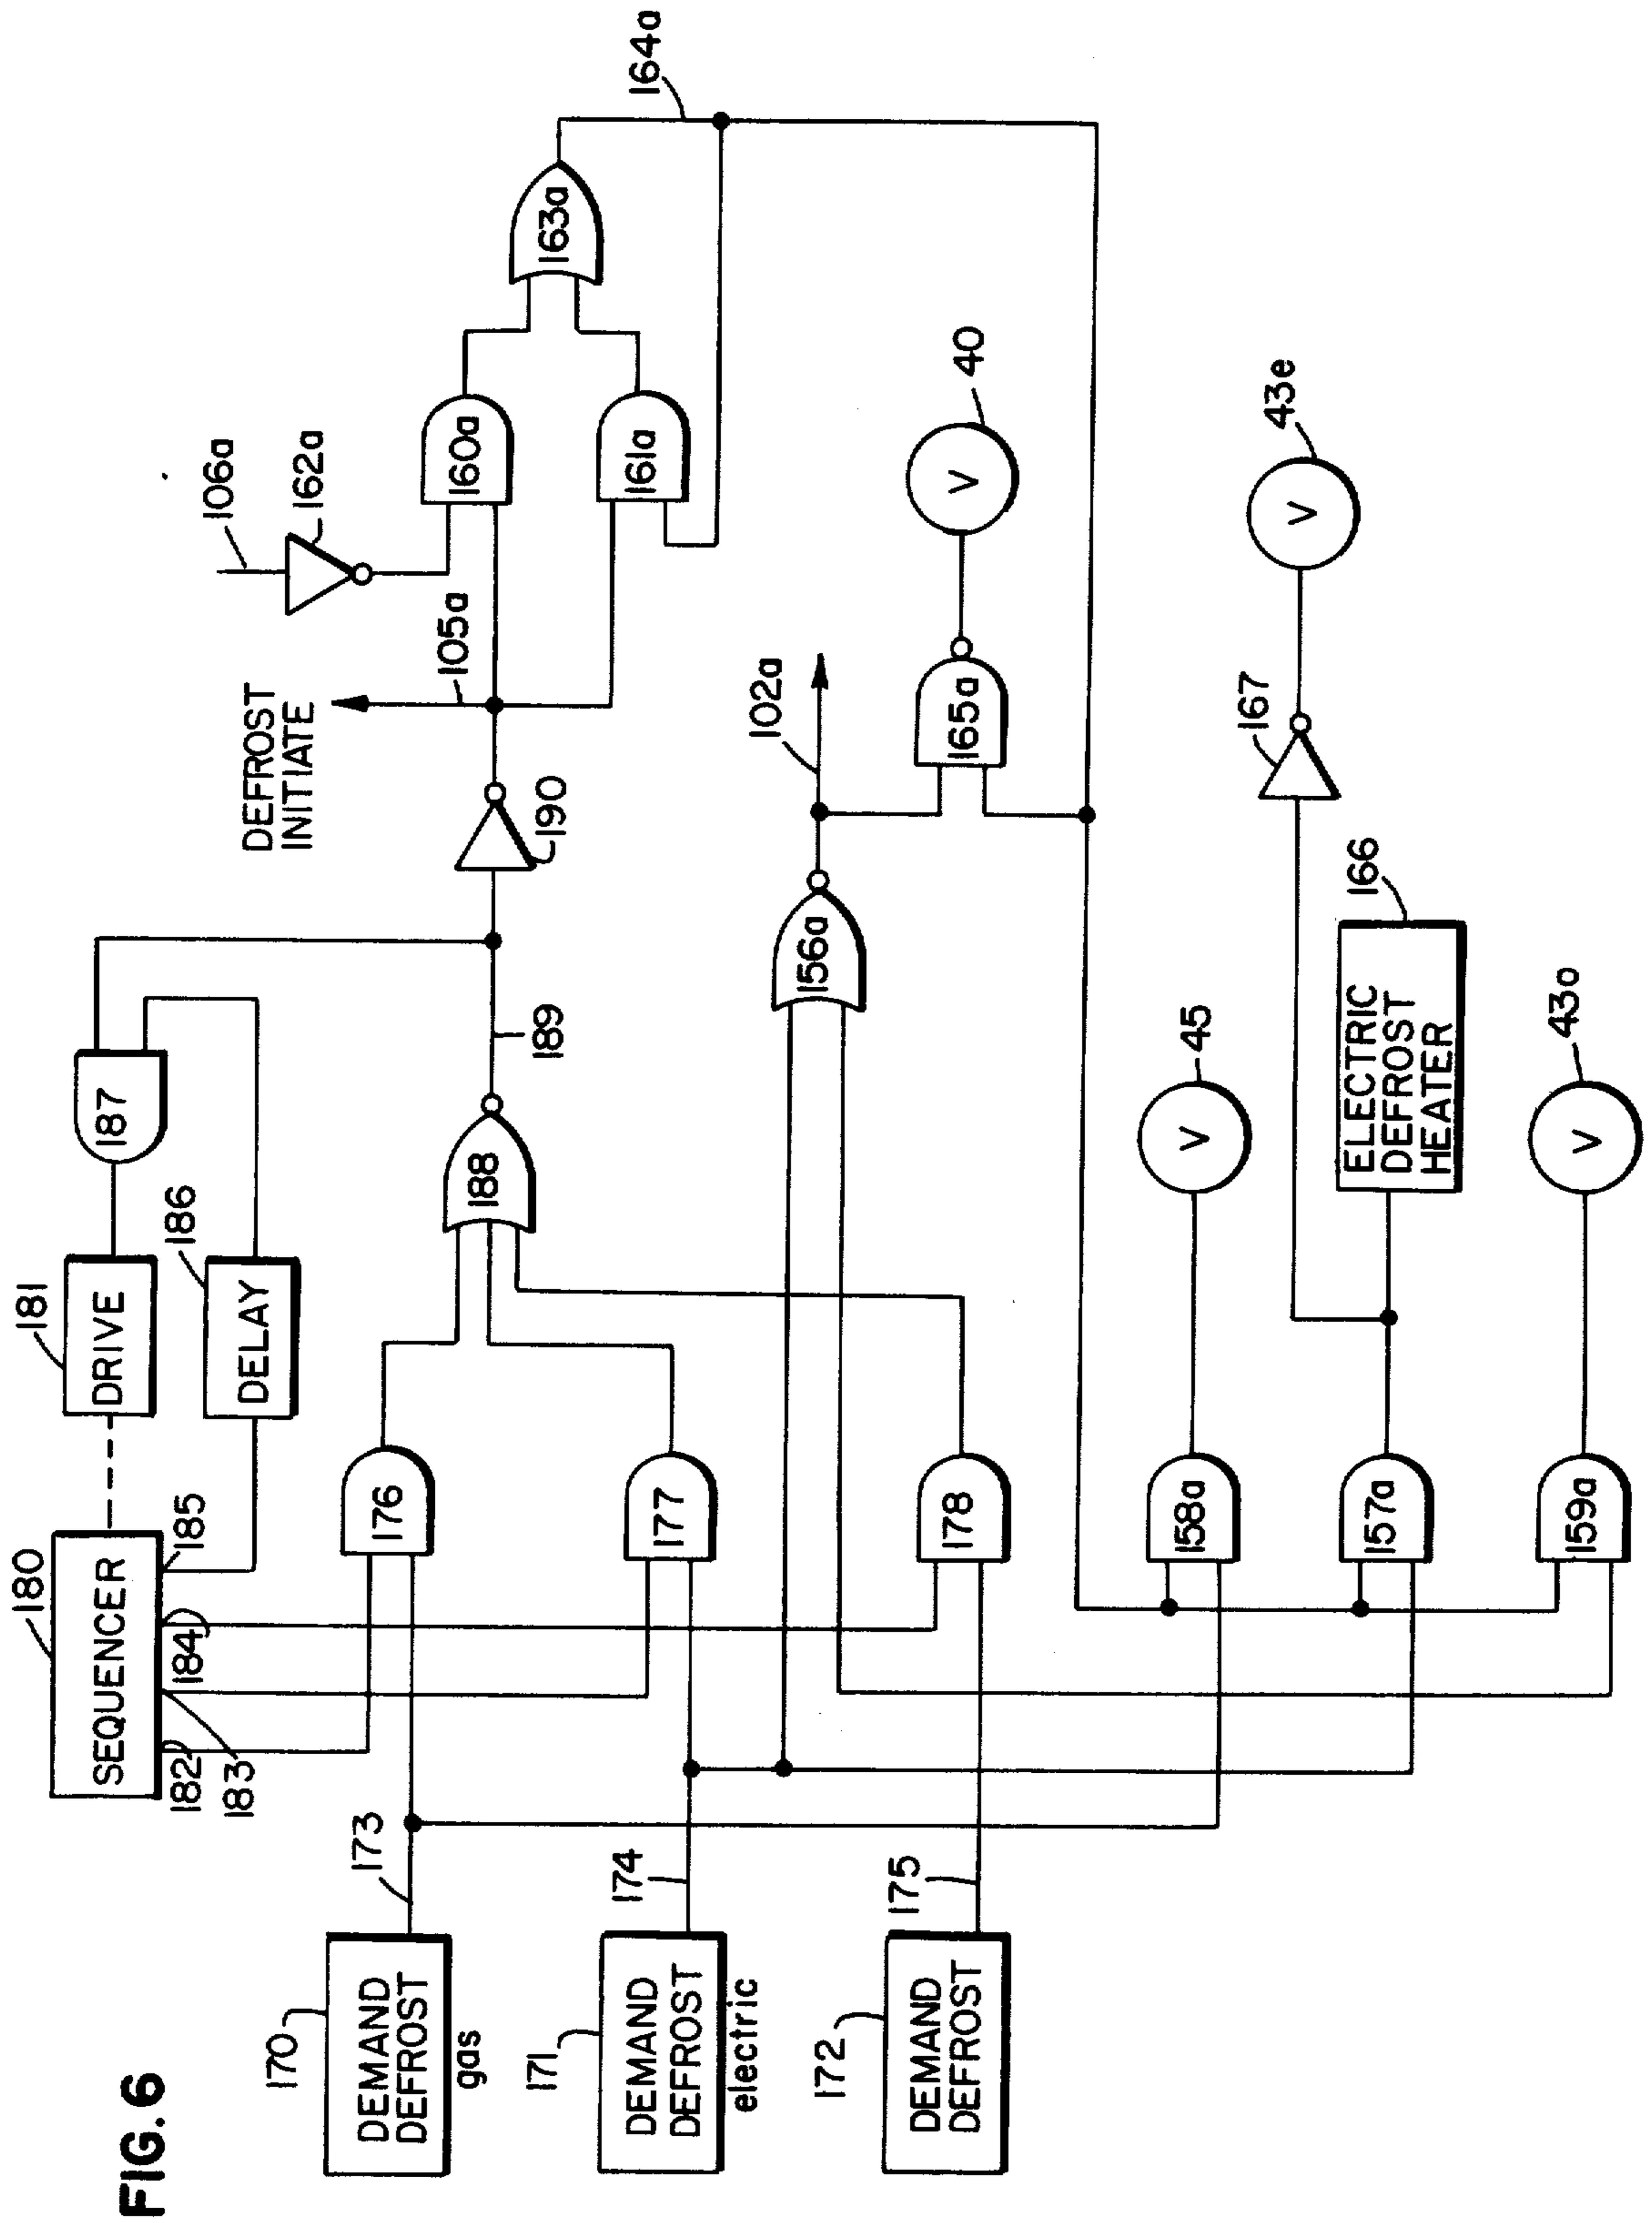 FIG. 6
180
SEQUENCER
181
DRIVE
186
DELAY
187
182
183
184
185
170
DEMAND
DEFROST
gas
173
176
188
189
190
DEFROST
INITIATE
105a
106a
162a
160a
161a
163a
164a
171
DEMAND
DEFROST
electric
174
177
156a
102a
165a
V
40
172
DEMAND
DEFROST
175
178
158a
V
45
157a
ELECTRIC
DEFROST
HEATER
166
167
V
43e
159a
V
43a